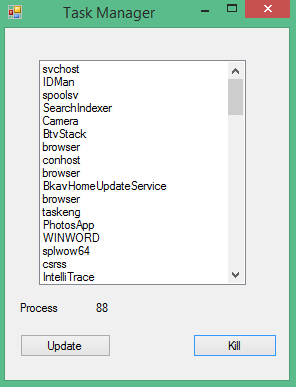 Task Manager
svchost
IDMan
spoolsv
SearchIndexer
Camera
BtvStack
browser
conhost
browser
BkavHomeUpdateService
browser
taskeng
PhotosApp
WINWORD
splwow64
csrss
IntelliTrace
Process 88
Update Kill